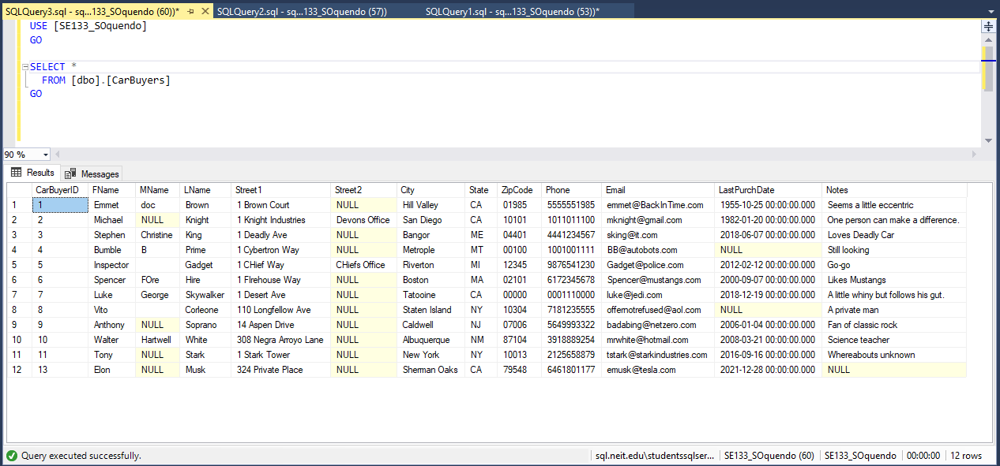 SQLQuery3.sql - sq...133_SOquendo (60))* SQLQuery2.sql - sq...133_SOquendo (57)) SQLQuery1.sql - sq...133_SOquendo (53))*
USE [SE133_SOquendo]
GO
SELECT *
FROM [dbo].[CarBuyers]
GO
90 %
Results Messages
CarBuyerID FName MName LName Street1 Street2 City State ZipCode Phone Email LastPurchDate Notes
1 1 Emmet doc Brown 1 Brown Court NULL Hill Valley CA 01985 5555551985 emmet@BackInTime.com 1955-10-25 00:00:00.000 Seems a little eccentric
2 2 Michael NULL Knight 1 Knight Industries Devons Office San Diego CA 10101 1011011100 mknight@gmail.com 1982-01-20 00:00:00.000 One person can make a difference.
3 3 Stephen Christine King 1 Deadly Ave NULL Bangor ME 04401 4441234567 sking@it.com 2018-06-07 00:00:00.000 Loves Deadly Car
4 4 Bumble B Prime 1 Cybertron Way NULL Metrople MT 00100 1001001111 BB@autobots.com NULL Still looking
5 5 Inspector Gadget 1 CHief Way CHiefs Office Riverton MI 12345 9876541230 Gadget@police.com 2012-02-12 00:00:00.000 Go-go
6 6 Spencer FOre Hire 1 FIrehouse Way NULL Boston MA 02101 6172345678 Spencer@mustangs.com 2000-09-07 00:00:00.000 Likes Mustangs
7 7 Luke George Skywalker 1 Desert Ave NULL Tatooine CA 00000 0001110000 luke@jedi.com 2018-12-19 00:00:00.000 A little whiny but follows his gut.
8 8 Vito Corleone 110 Longfellow Ave NULL Staten Island NY 10304 7181235555 offernotrefused@aol.com NULL A private man
9 9 Anthony NULL Soprano 14 Aspen Drive NULL Caldwell NJ 07006 5649993322 badabing@netzero.com 2006-01-04 00:00:00.000 Fan of classic rock
10 10 Walter Hartwell White 308 Negra Arroyo Lane NULL Albuquerque NM 87104 3918889254 mrwhite@hotmail.com 2008-03-21 00:00:00.000 Science teacher
11 11 Tony NULL Stark 1 Stark Tower NULL New York NY 10013 2125658879 tstark@starkindustries.com 2016-09-16 00:00:00.000 Whereabouts unknown
12 13 Elon NULL Musk 324 Private Place NULL Sherman Oaks CA 79548 6461801177 emusk@tesla.com 2021-12-28 00:00:00.000 NULL
Query executed successfully. sql.neit.edu\studentssqlser... SE133_SOquendo (60) SE133_SOquendo 00:00:00 12 rows